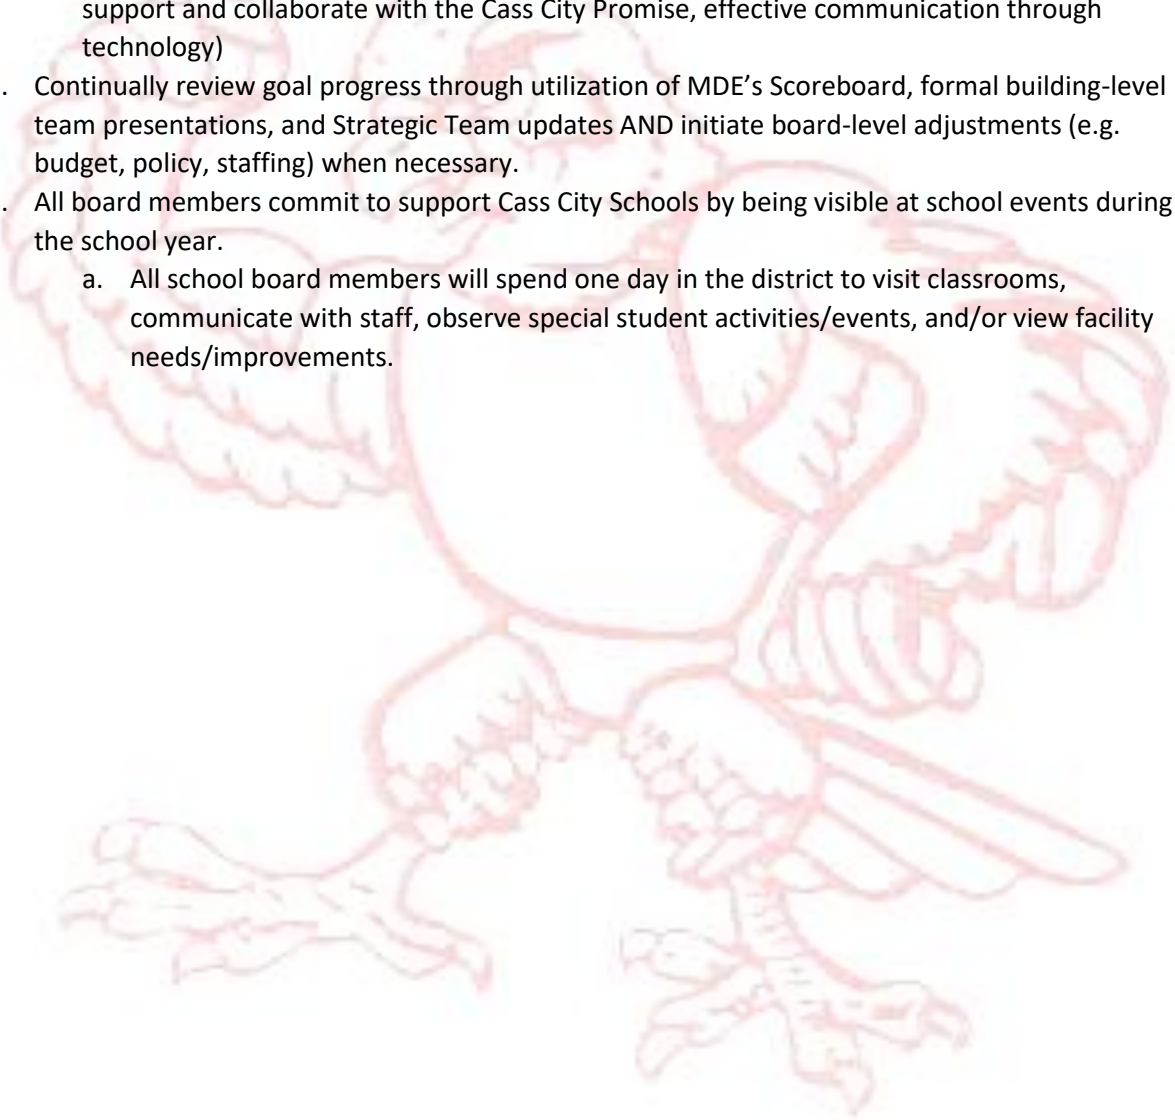 support and collaborate with the Cass City Promise, effective communication through
technology)
. Continually review goal progress through utilization of MDE’s Scoreboard, formal building-level
team presentations, and Strategic Team updates AND initiate board-level adjustments (e.g.
budget, policy, staffing) when necessary.
. All board members commit to support Cass City Schools by being visible at school events during
the school year.
a. All school board members will spend one day in the district to visit classrooms,
communicate with staff, observe special student activities/events, and/or view facility
needs/improvements.